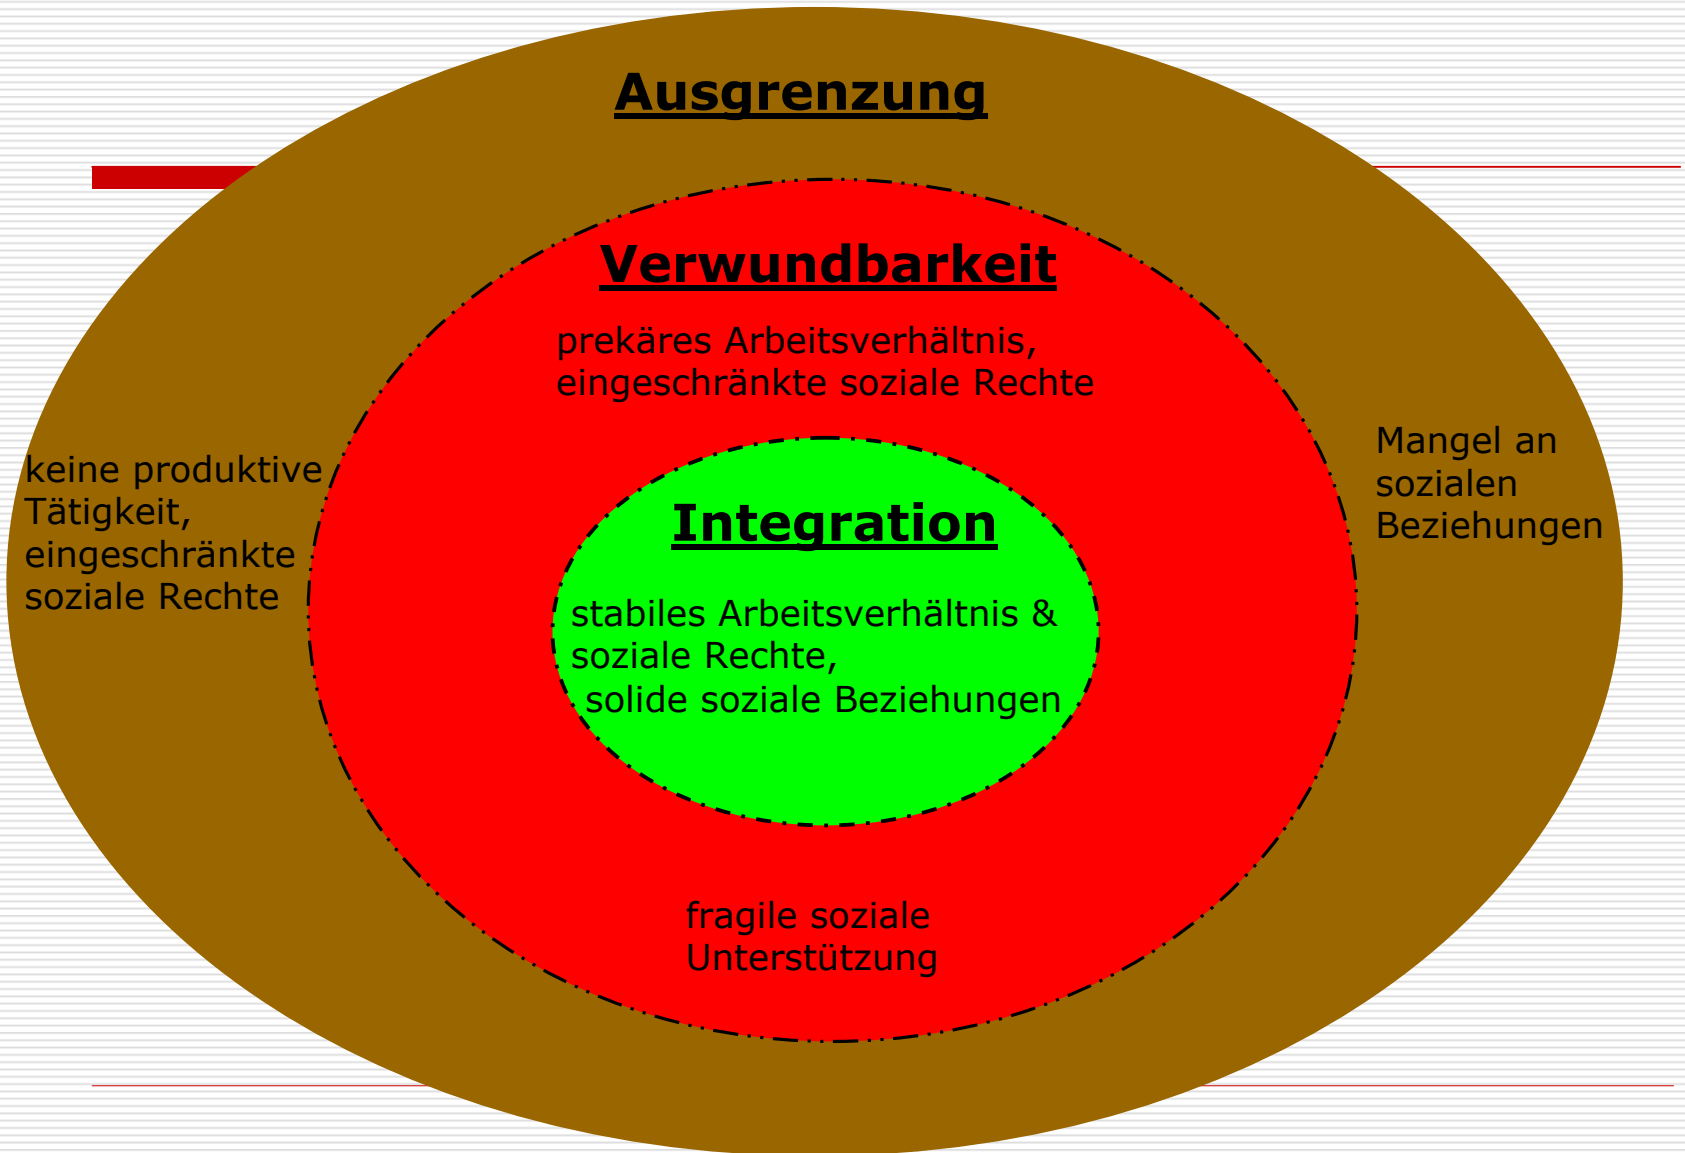 Ausgrenzung
Verwundbarkeit
prekäres Arbeitsverhältnis,
eingeschränkte soziale Rechte
keine produktive
Tätigkeit,
eingeschränkte
soziale Rechte
Mangel an
sozialen
Beziehungen
Integration
stabiles Arbeitsverhältnis &
soziale Rechte,
solide soziale Beziehungen
fragile soziale
Unterstützung